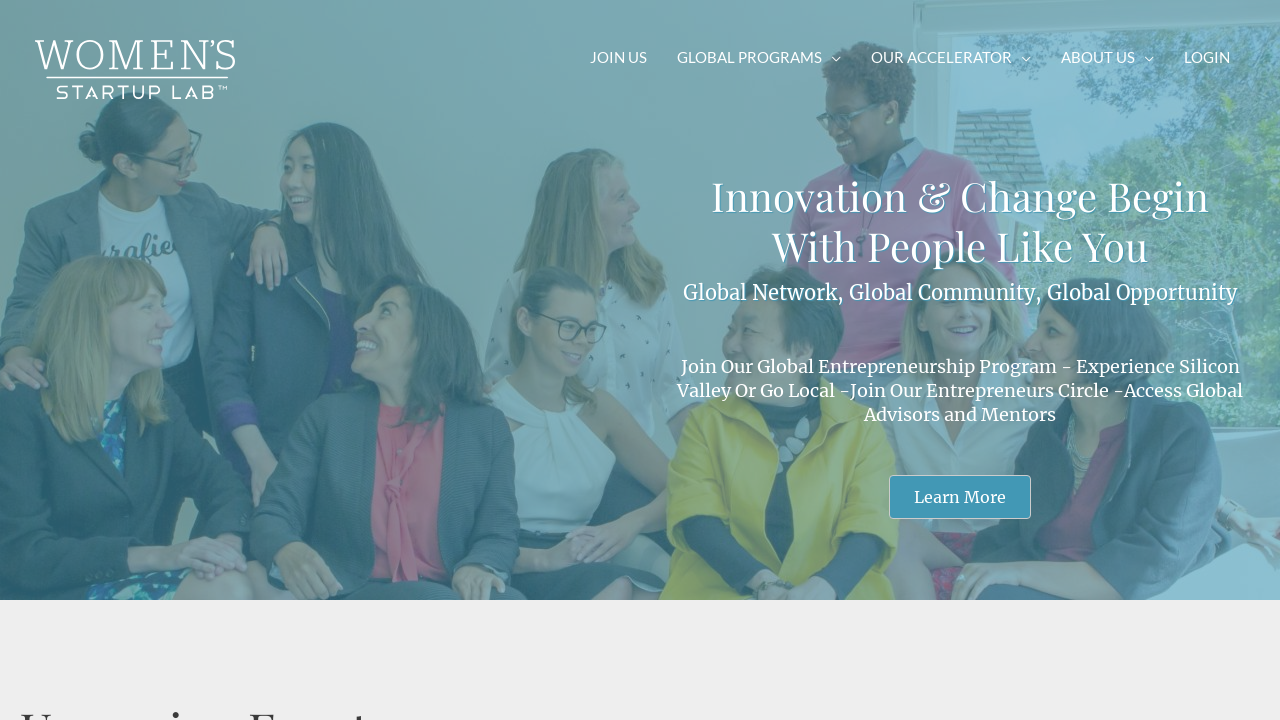 WOMEN'S
STARTUP LAB™
JOIN US
GLOBAL PROGRAMS
OUR ACCELERATOR
ABOUT US
LOGIN
Innovation & Change Begin
With People Like You
Global Network, Global Community, Global Opportunity
Join Our Global Entrepreneurship Program - Experience Silicon
Valley Or Go Local -Join Our Entrepreneurs Circle -Access Global
Advisors and Mentors
Learn More